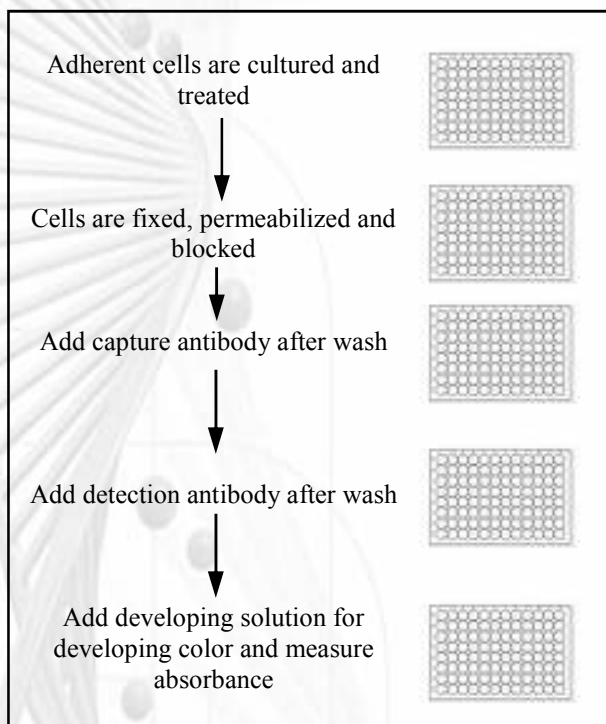 Adherent cells are cultured and
treated
Cells are fixed, permeabilized and
blocked
Add capture antibody after wash
Add detection antibody after wash
Add developing solution for
developing color and measure
absorbance